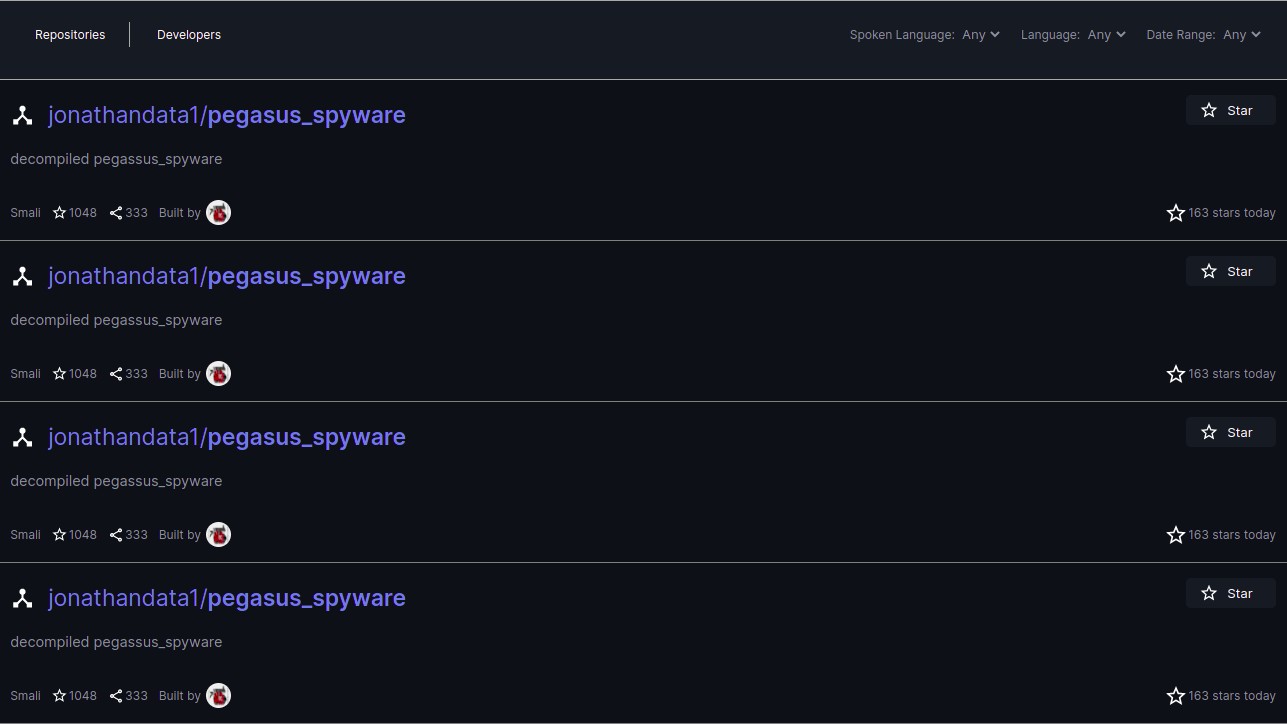 Repositories Developers Spoken Language: Any Language: Any Date Range: Any
jonathandata1/pegasus_spyware Star
decompiled pegassus_spyware
Smali 1048 333 Built by 163 stars today
jonathandata1/pegasus_spyware Star
decompiled pegassus_spyware
Smali 1048 333 Built by 163 stars today
jonathandata1/pegasus_spyware Star
decompiled pegassus_spyware
Smali 1048 333 Built by 163 stars today
jonathandata1/pegasus_spyware Star
decompiled pegassus_spyware
Smali 1048 333 Built by 163 stars today